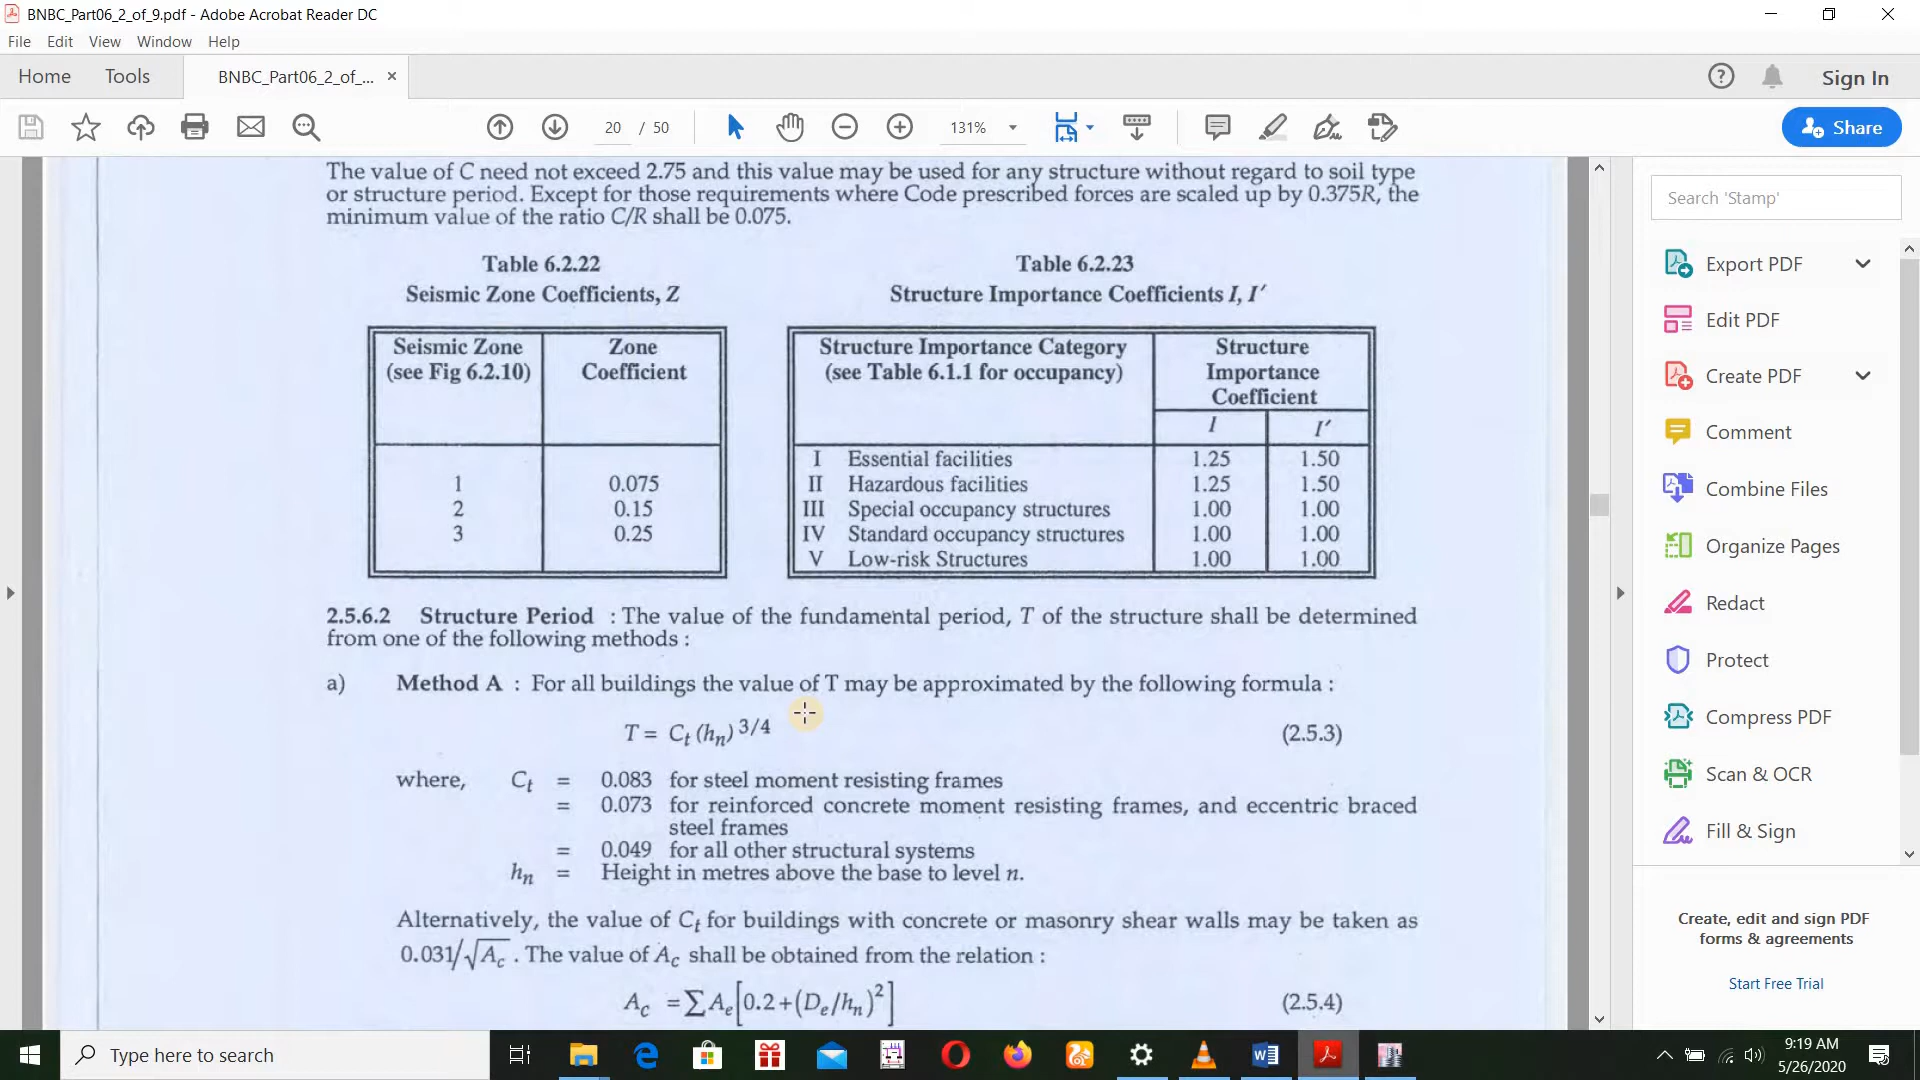 BNBC_Part06_2_of_9.pdf - Adobe Acrobat Reader DC
File Edit View Window Help
Home Tools BNBC_Part06_2_of_... ×
Sign In
20 / 50
131%
Share
The value of C need not exceed 2.75 and this value may be used for any structure without regard to soil type
or structure period. Except for those requirements where Code prescribed forces are scaled up by 0.375R, the
minimum value of the ratio C/R shall be 0.075.
Table 6.2.22
Seismic Zone Coefficients, Z
Seismic Zone (see Fig 6.2.10) Zone Coefficient
1 0.075
2 0.15
3 0.25
Table 6.2.23
Structure Importance Coefficients I, I′
Structure Importance Category (see Table 6.1.1 for occupancy) Structure Importance Coefficient
I I′
I Essential facilities 1.25 1.50
II Hazardous facilities 1.25 1.50
III Special occupancy structures 1.00 1.00
IV Standard occupancy structures 1.00 1.00
V Low-risk Structures 1.00 1.00
2.5.6.2 Structure Period : The value of the fundamental period, T of the structure shall be determined
from one of the following methods :
a) Method A : For all buildings the value of T may be approximated by the following formula :
T = Cₜ (hₙ) 3/4 (2.5.3)
where, Cₜ = 0.083 for steel moment resisting frames
= 0.073 for reinforced concrete moment resisting frames, and eccentric braced
steel frames
= 0.049 for all other structural systems
hₙ = Height in metres above the base to level n.
Alternatively, the value of Cₜ for buildings with concrete or masonry shear walls may be taken as
0.031/√A_c . The value of A_c shall be obtained from the relation :
A_c = ∑ A_e [0.2 + (D_e/hₙ)²] (2.5.4)
Search 'Stamp'
Export PDF
Edit PDF
Create PDF
Comment
Combine Files
Organize Pages
Redact
Protect
Compress PDF
Scan & OCR
Fill & Sign
Create, edit and sign PDF
forms & agreements
Start Free Trial
Type here to search
9:19 AM
5/26/2020